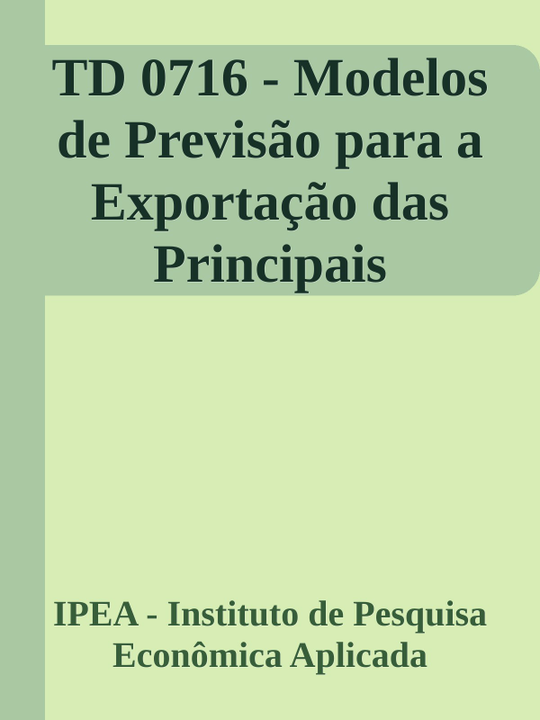 TD 0716 - Modelos
de Previsão para a
Exportação das
Principais
IPEA - Instituto de Pesquisa
Econômica Aplicada